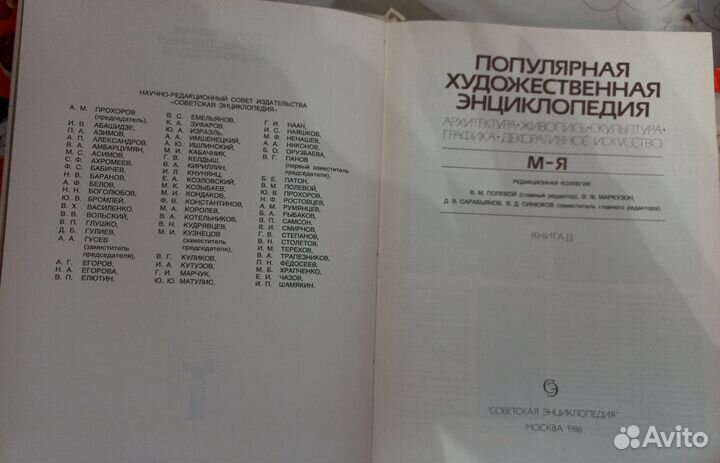 НАУЧНО-РЕДАКЦИОННЫЙ СОВЕТ ИЗДАТЕЛЬСТВА
«СОВЕТСКАЯ ЭНЦИКЛОПЕДИЯ»
А. М. ПРОХОРОВ
(председатель),
И. В. АБАШИДЗЕ,
П. А. АЗИМОВ,
А. П. АЛЕКСАНДРОВ,
В. А. АМБАРЦУМЯН,
М. С. АСИМОВ,
С. Ф. АХРОМЕЕВ,
Ф. С. БАБИЧЕВ,
Н. В. БАРАНОВ,
А. Ф. БЕЛОВ,
Н. Н. БОГОЛЮБОВ,
Ю. В. БРОМЛЕЙ,
В. Х. ВАСИЛЕНКО,
В. В. ВОЛЬСКИЙ,
В. П. ГЛУШКО,
Д. Б. ГУЛИЕВ,
А. А. ГУСЕВ
(заместитель
председателя),
А. Г. ЕГОРОВ,
Н. А. ЕГОРОВА,
В. П. ЕЛЮТИН,
В. С. ЕМЕЛЬЯНОВ,
К. А. ЗУФАРОВ,
Ю. А. ИЗРАЭЛЬ,
А. А. ИМШЕНЕЦКИЙ,
А. Ю. ИШЛИНСКИЙ,
М. И. КАБАЧНИК,
Г. В. КЕЛДЫШ,
В. А. КИРИЛЛИН,
И. Л. КНУНЯНЦ,
Е. А. КОЗЛОВСКИЙ,
М. К. КОЗЫБАЕВ,
М. И. КОНДАКОВ,
Ф. В. КОНСТАНТИНОВ,
М. А. КОРОЛЕВ,
В. А. КОТЕЛЬНИКОВ,
В. Н. КУДРЯВЦЕВ,
М. И. КУЗНЕЦОВ
(заместитель
председателя),
В. Г. КУЛИКОВ,
И. А. КУТУЗОВ,
Г. И. МАРЧУК,
Ю. Ю. МАТУЛИС,
Г. И. НААН,
И. С. НАЯШКОВ,
М. Ф. НЕНАШЕВ,
А. А. НИКОНОВ,
Б. О. ОРУЗБАЕВА,
В. Г. ПАНОВ
(первый заместитель
председателя),
Б. Е. ПАТОН,
В. М. ПОЛЕВОЙ,
Ю. В. ПРОХОРОВ,
Н. Ф. РОСТОВЦЕВ,
А. М. РУМЯНЦЕВ,
Б. А. РЫБАКОВ,
В. П. САМСОН,
В. И. СМИРНОВ,
Г. В. СТЕПАНОВ,
В. Н. СТОЛЕТОВ,
И. М. ТЕРЕХОВ,
В. А. ТРАПЕЗНИКОВ,
П. Н. ФЕДОСЕЕВ,
М. Б. ХРАПЧЕНКО,
Е. И. ЧАЗОВ,
И. П. ШАМЯКИН.
ПОПУЛЯРНАЯ
ХУДОЖЕСТВЕННАЯ
ЭНЦИКЛОПЕДИЯ
АРХИТЕКТУРА • ЖИВОПИСЬ • СКУЛЬПТУРА •
ГРАФИКА • ДЕКОРАТИВНОЕ ИСКУССТВО
М-Я
РЕДАКЦИОННАЯ КОЛЛЕГИЯ
В. М. ПОЛЕВОЙ (главный редактор), В. Ф. МАРКУЗОН,
Д. В. САРАБЬЯНОВ, В. Д. СИНЮКОВ (заместитель главного редактора).
КНИГА II
"СОВЕТСКАЯ ЭНЦИКЛОПЕДИЯ"
МОСКВА 1986
Avito